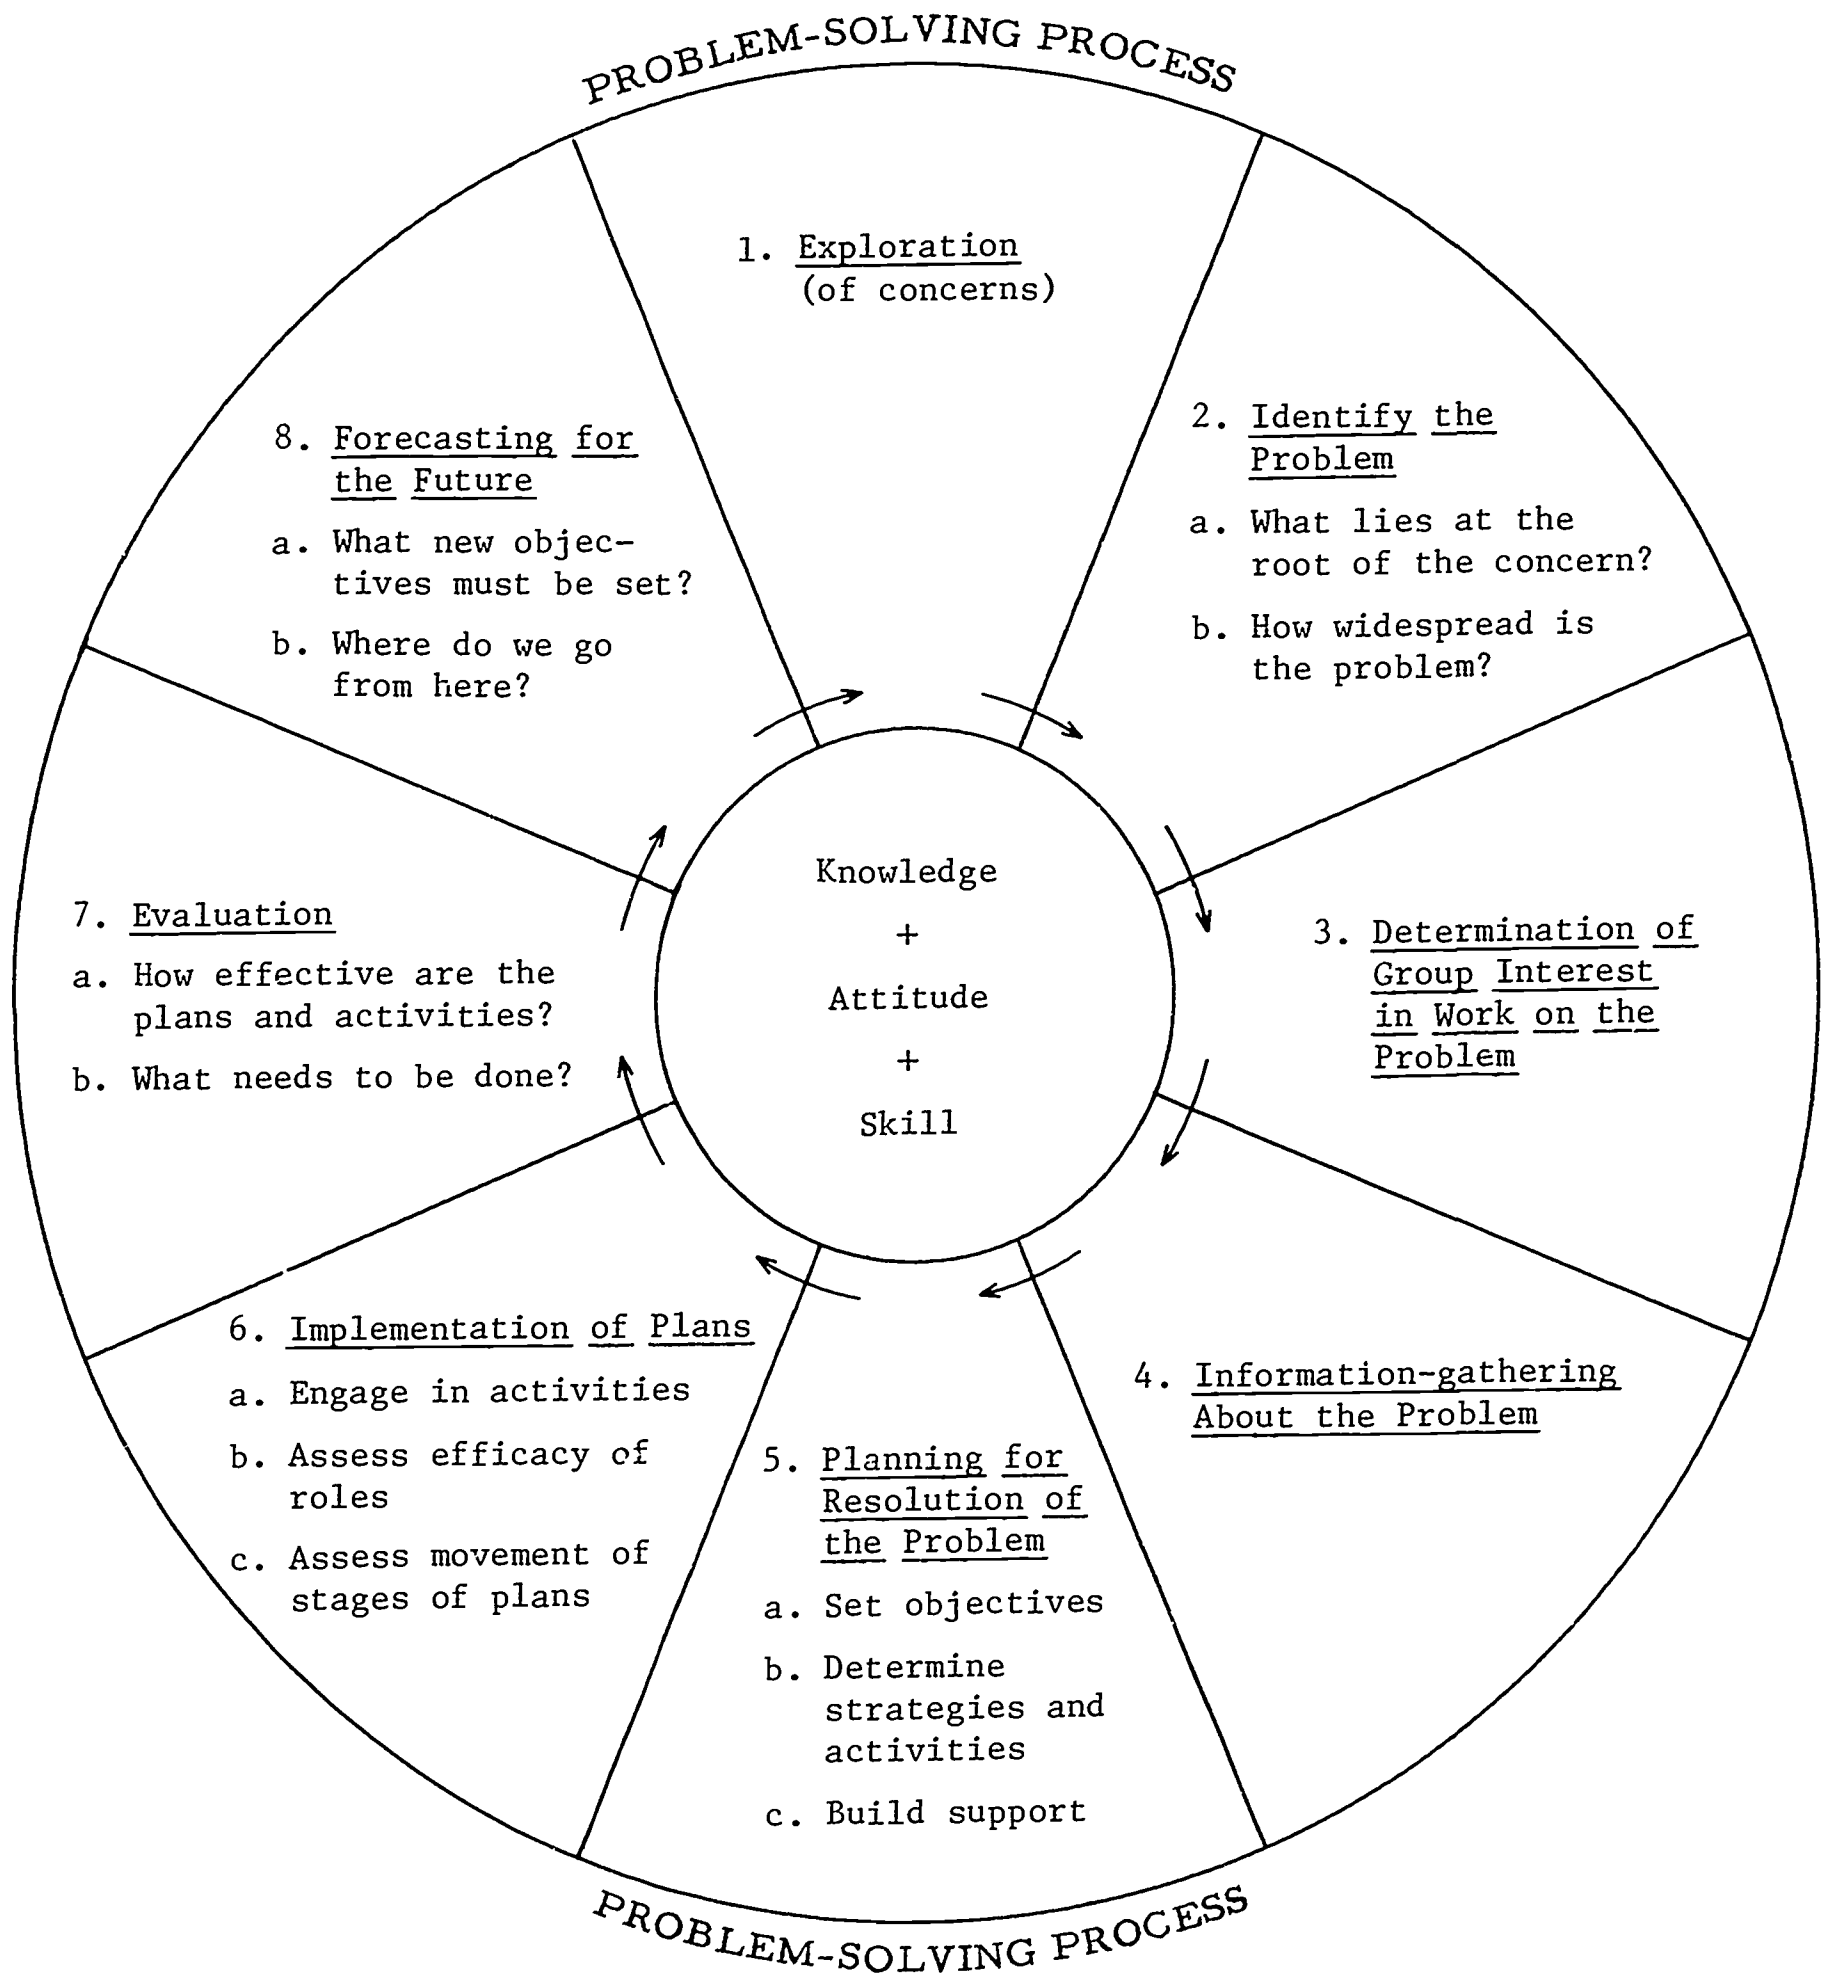 PROBLEM-SOLVING PROCESS
1. Exploration
(of concerns)
2. Identify the
Problem
a. What lies at the
root of the concern?
b. How widespread is
the problem?
3. Determination of
Group Interest
in Work on the
Problem
4. Information-gathering
About the Problem
5. Planning for
Resolution of
the Problem
a. Set objectives
b. Determine
strategies and
activities
c. Build support
6. Implementation of Plans
a. Engage in activities
b. Assess efficacy of
roles
c. Assess movement of
stages of plans
7. Evaluation
a. How effective are the
plans and activities?
b. What needs to be done?
8. Forecasting for
the Future
a. What new objec-
tives must be set?
b. Where do we go
from here?
Knowledge
+
Attitude
+
Skill
PROBLEM-SOLVING PROCESS